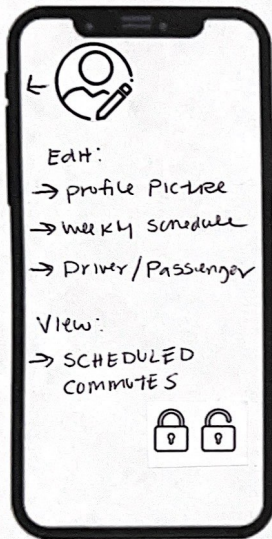 Edit:
→ Profile Picture
→ Weekly Schedule
→ Driver/Passenger
View:
→ SCHEDULED
COMMUTES